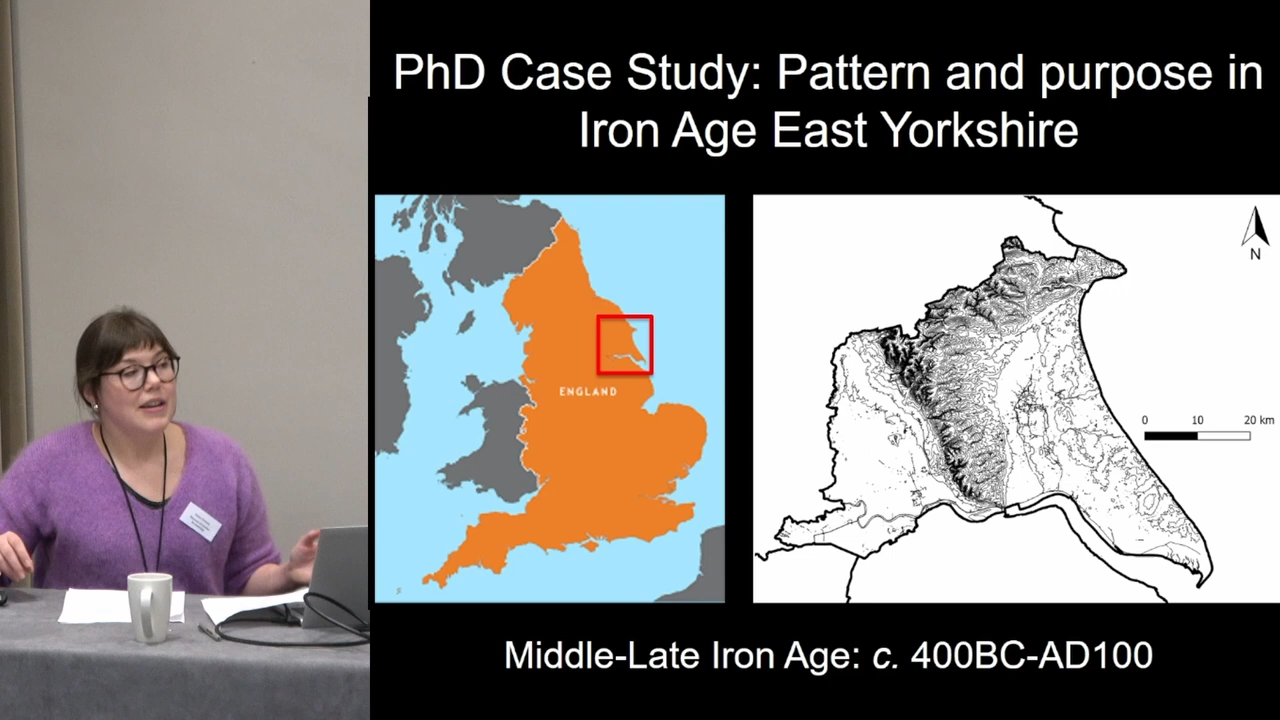 PhD Case Study: Pattern and purpose in
Iron Age East Yorkshire
ENGLAND
N
0 10 20 km
Middle-Late Iron Age: c. 400BC-AD100